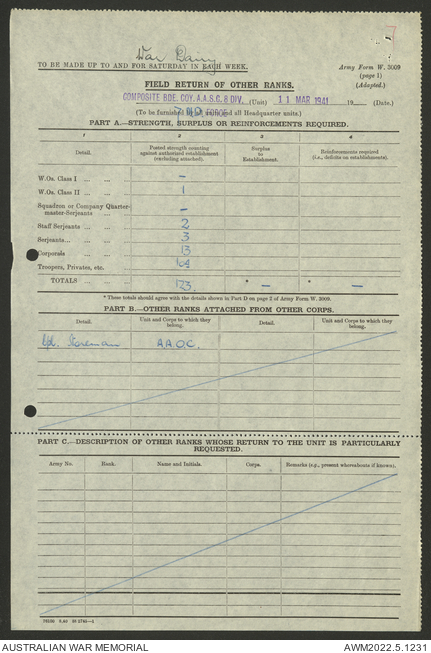 War Diary
7
TO BE MADE UP TO AND FOR SATURDAY IN EACH WEEK.
Army Form W. 3009
(page 1)
(Adapted.)
FIELD RETURN OF OTHER RANKS.
COMPOSITE BDE. COY. A.A.S.C. 8 DIV. (Unit) 11 MAR 1941 19 (Date.)
(To be furnished by all units and all Headquarter units.)
PART A.—STRENGTH, SURPLUS OR REINFORCEMENTS REQUIRED.
1 2 3 4
Detail. Posted strength counting against authorized establishment (excluding attached). Surplus to Establishment. Reinforcements required (i.e., deficits on establishments).
W.Os. Class I ... ... –
W.Os. Class II ... ... 1
Squadron or Company Quarter-
master-Serjeants ... –
Staff Serjeants ... ... 2
Serjeants... ... ... 3
Corporals ... ... 13
Troopers, Privates, etc. 104
TOTALS ... ... 123 * – * –
* These totals should agree with the details shown in Part D on page 2 of Army Form W. 3009.
PART B.—OTHER RANKS ATTACHED FROM OTHER CORPS.
Detail. Unit and Corps to which they belong. Detail. Unit and Corps to which they belong.
Cpl. Storeman A.A.O.C.
PART C.—DESCRIPTION OF OTHER RANKS WHOSE RETURN TO THE UNIT IS PARTICULARLY
REQUESTED.
Army No. Rank. Name and Initials. Corps. Remarks (e.g., present whereabouts if known).
AUSTRALIAN WAR MEMORIAL
AWM2022.5.1231